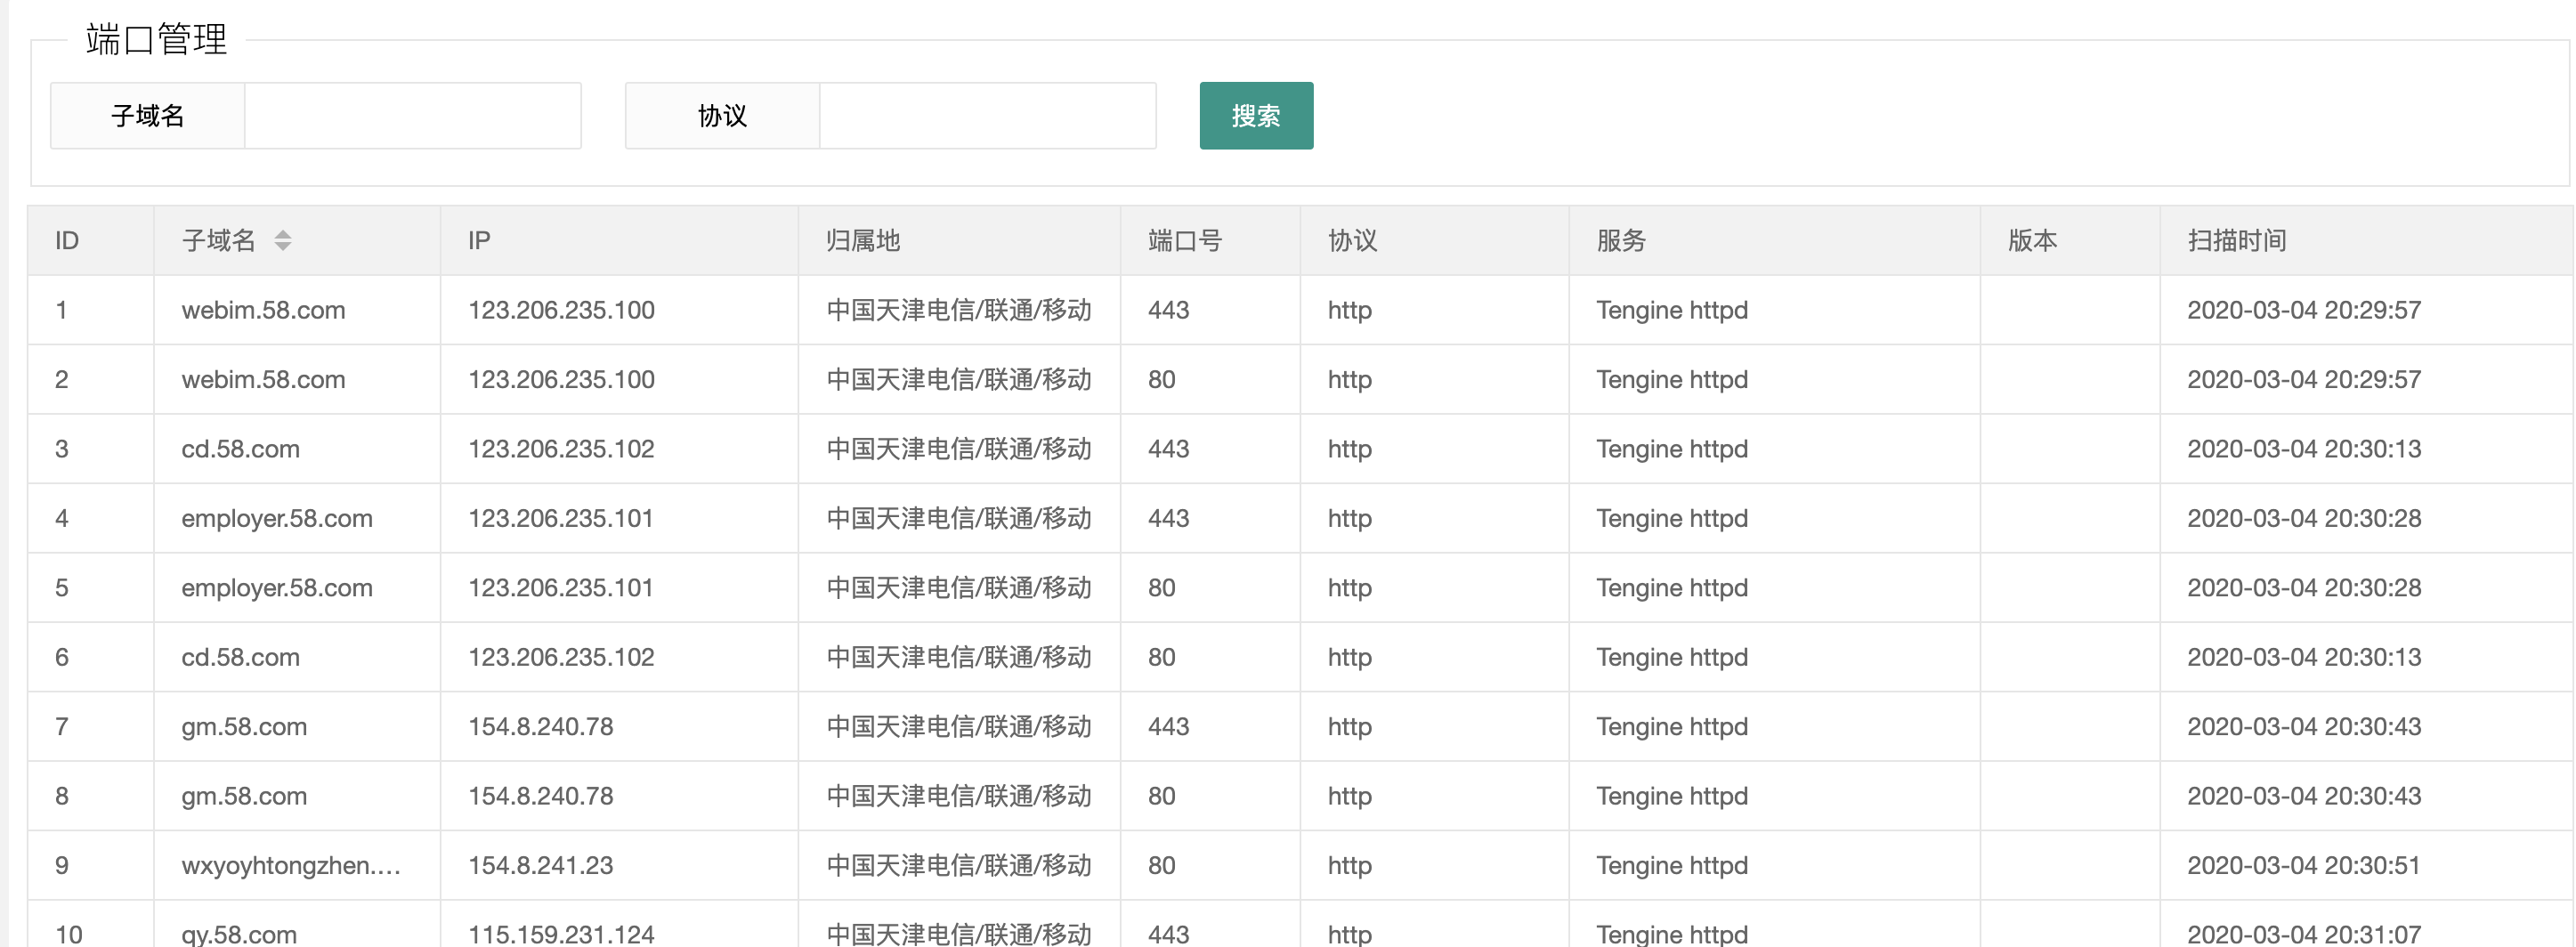 端口管理
子域名 协议 搜索
ID 子域名 IP 归属地 端口号 协议 服务 版本 扫描时间
1 webim.58.com 123.206.235.100 中国天津电信/联通/移动 443 http Tengine httpd 2020-03-04 20:29:57
2 webim.58.com 123.206.235.100 中国天津电信/联通/移动 80 http Tengine httpd 2020-03-04 20:29:57
3 cd.58.com 123.206.235.102 中国天津电信/联通/移动 443 http Tengine httpd 2020-03-04 20:30:13
4 employer.58.com 123.206.235.101 中国天津电信/联通/移动 443 http Tengine httpd 2020-03-04 20:30:28
5 employer.58.com 123.206.235.101 中国天津电信/联通/移动 80 http Tengine httpd 2020-03-04 20:30:28
6 cd.58.com 123.206.235.102 中国天津电信/联通/移动 80 http Tengine httpd 2020-03-04 20:30:13
7 gm.58.com 154.8.240.78 中国天津电信/联通/移动 443 http Tengine httpd 2020-03-04 20:30:43
8 gm.58.com 154.8.240.78 中国天津电信/联通/移动 80 http Tengine httpd 2020-03-04 20:30:43
9 wxyoyhtongzhen.... 154.8.241.23 中国天津电信/联通/移动 80 http Tengine httpd 2020-03-04 20:30:51
10 qy.58.com 115.159.231.124 中国天津电信/联通/移动 443 http Tengine httpd 2020-03-04 20:31:07